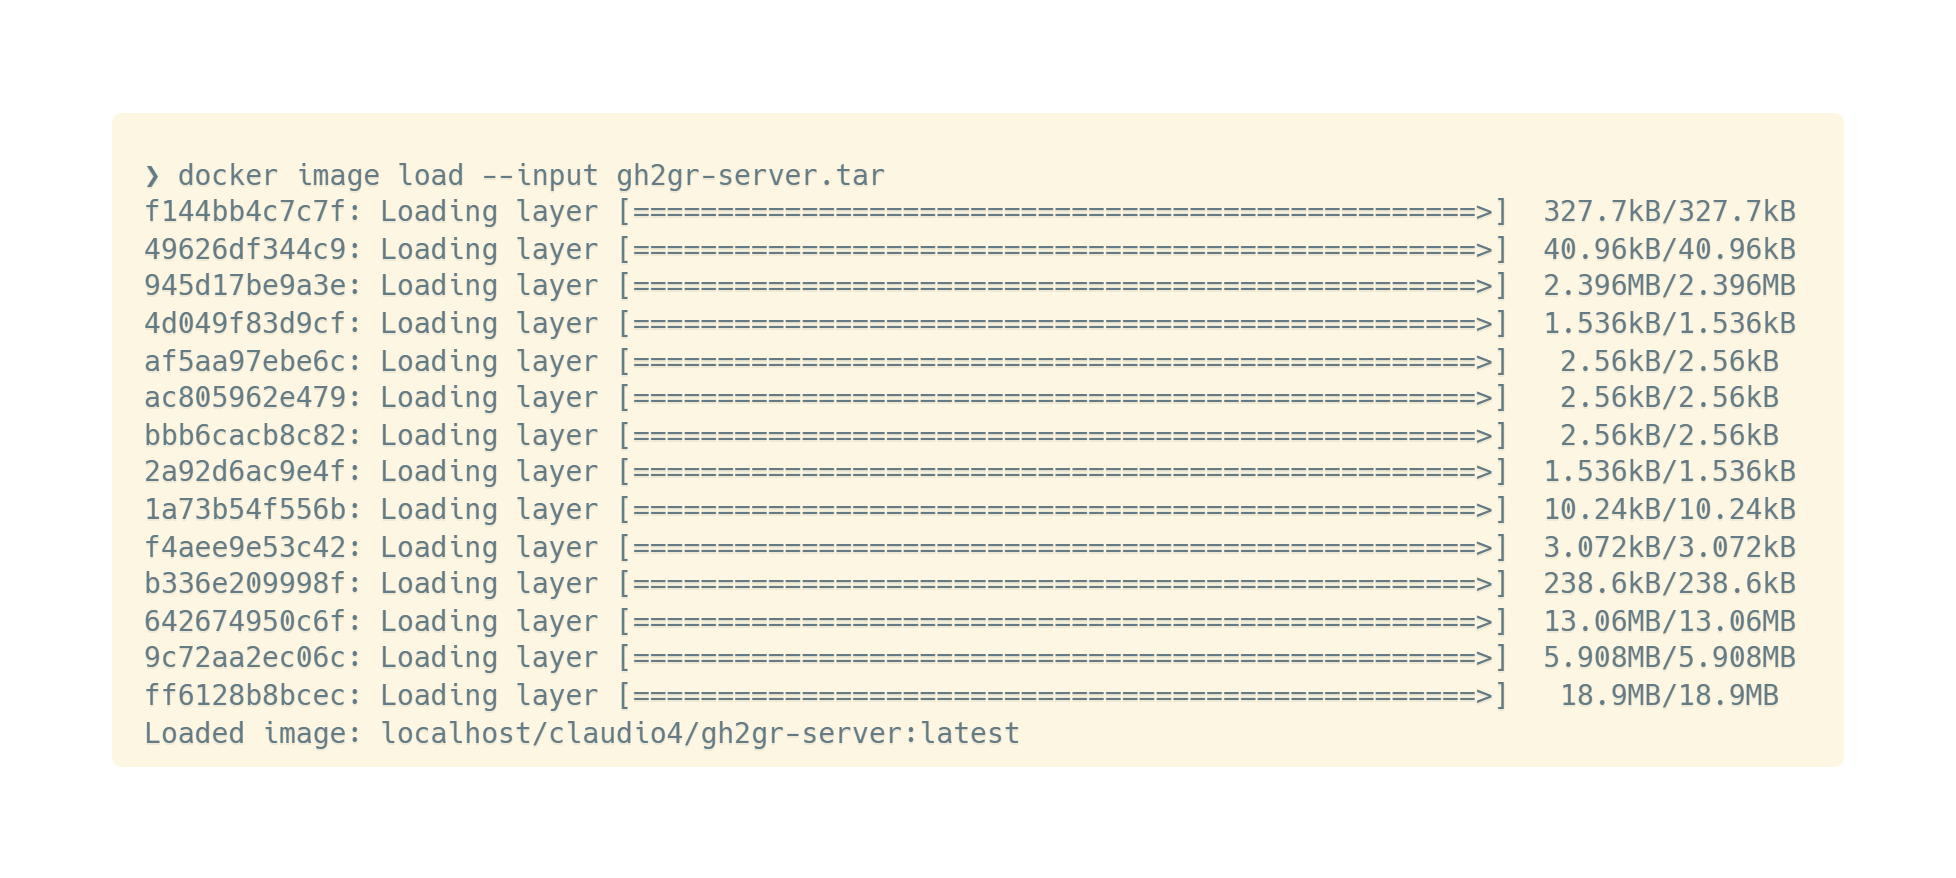 ❯ docker image load --input gh2gr-server.tar
f144bb4c7c7f: Loading layer [==================================================>]  327.7kB/327.7kB
49626df344c9: Loading layer [==================================================>]  40.96kB/40.96kB
945d17be9a3e: Loading layer [==================================================>]  2.396MB/2.396MB
4d049f83d9cf: Loading layer [==================================================>]  1.536kB/1.536kB
af5aa97ebe6c: Loading layer [==================================================>]   2.56kB/2.56kB
ac805962e479: Loading layer [==================================================>]   2.56kB/2.56kB
bbb6cacb8c82: Loading layer [==================================================>]   2.56kB/2.56kB
2a92d6ac9e4f: Loading layer [==================================================>]  1.536kB/1.536kB
1a73b54f556b: Loading layer [==================================================>]  10.24kB/10.24kB
f4aee9e53c42: Loading layer [==================================================>]  3.072kB/3.072kB
b336e209998f: Loading layer [==================================================>]  238.6kB/238.6kB
642674950c6f: Loading layer [==================================================>]  13.06MB/13.06MB
9c72aa2ec06c: Loading layer [==================================================>]  5.908MB/5.908MB
ff6128b8bcec: Loading layer [==================================================>]   18.9MB/18.9MB
Loaded image: localhost/claudio4/gh2gr-server:latest